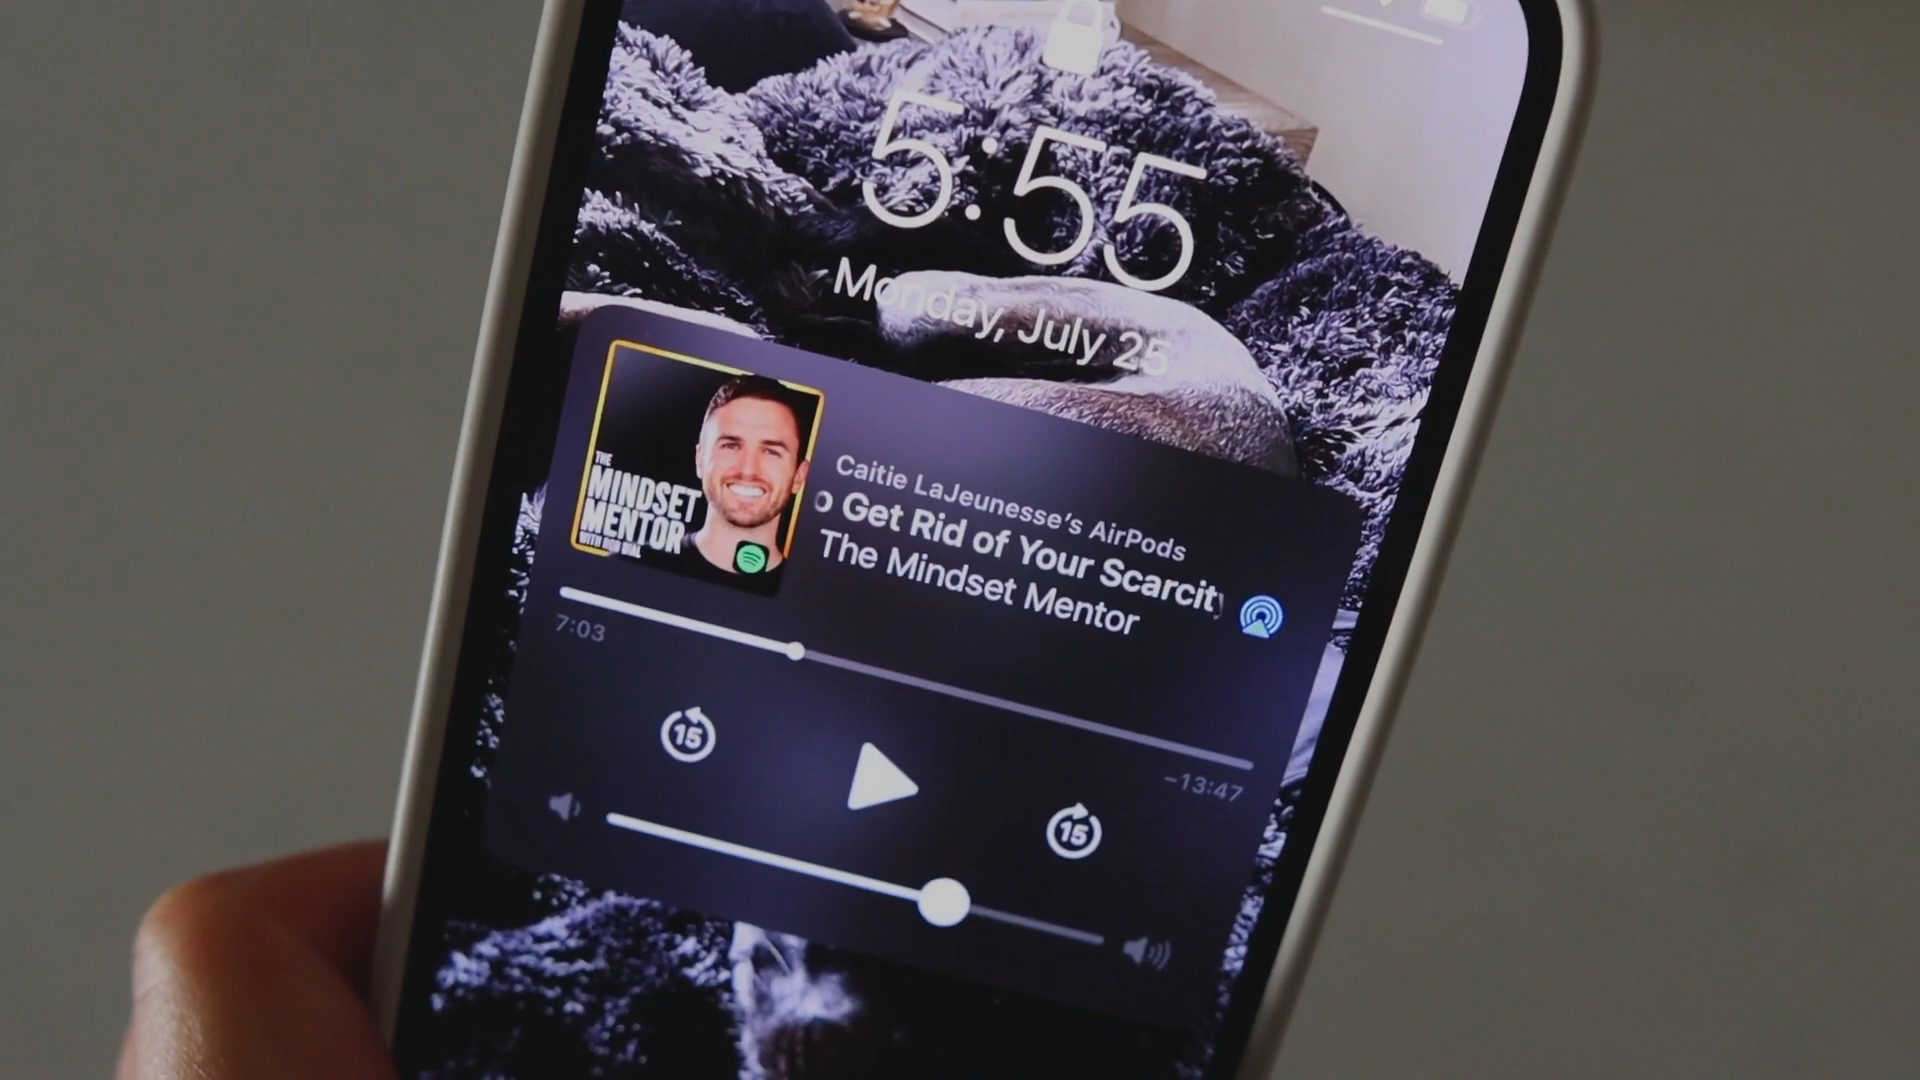 5:55
Monday, July 25
THE
MINDSET
MENTOR
WITH ROB DIAL
Caitie LaJeunesse's AirPods
o Get Rid of Your Scarcity
The Mindset Mentor
7:03
-13:47
15
15